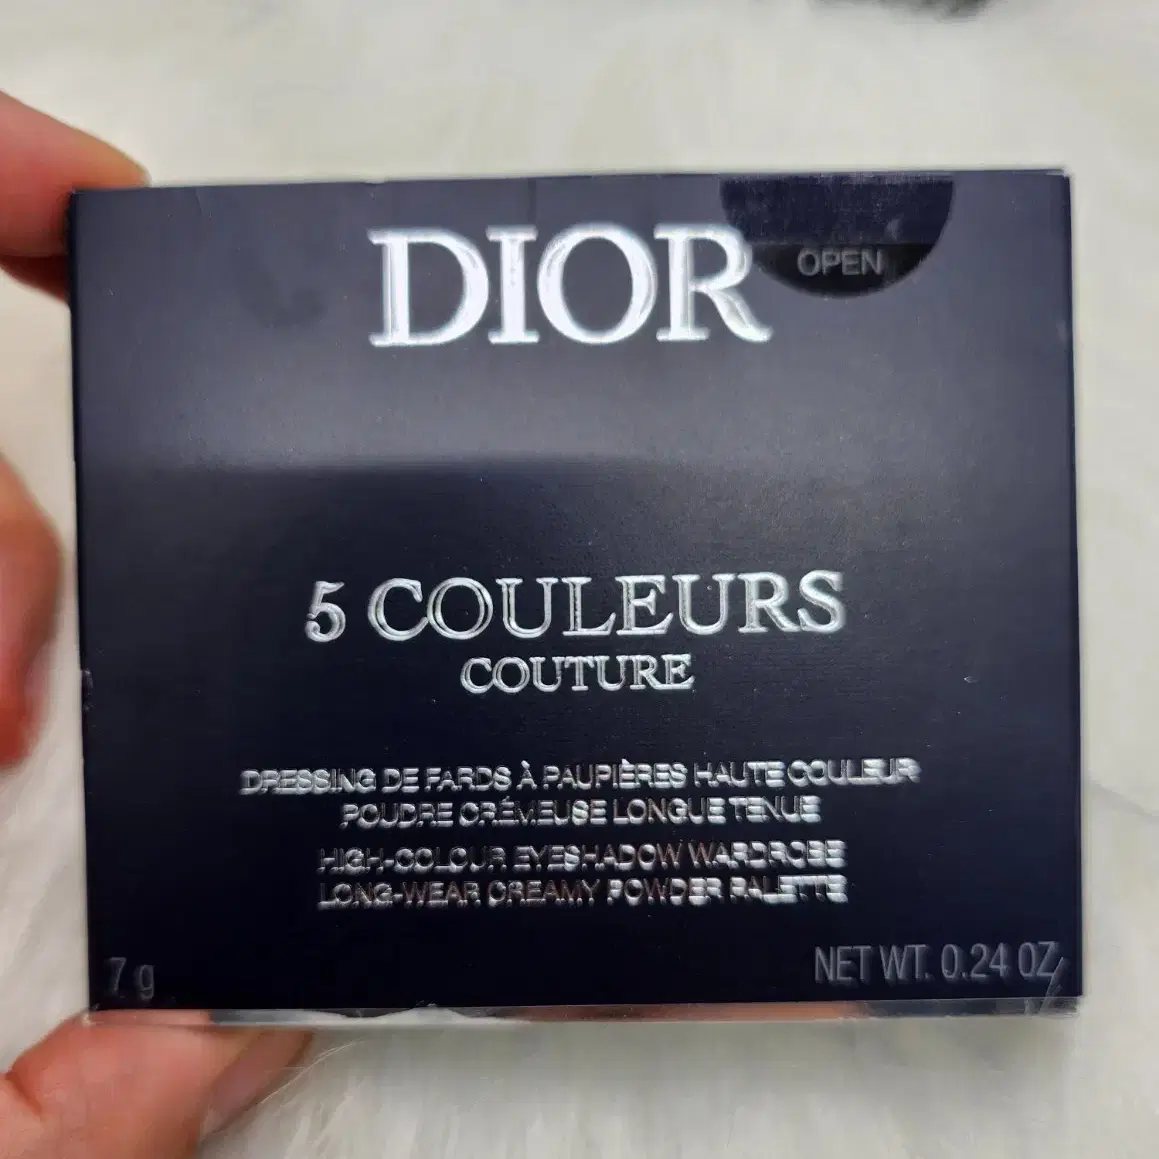 DIOR
OPEN
5 COULEURS
COUTURE
DRESSING DE FARDS À PAUPIÈRES HAUTE COULEUR
POUDRE CRÉMEUSE LONGUE TENUE
HIGH-COLOUR EYESHADOW WARDROBE
LONG-WEAR CREAMY POWDER PALETTE
7 g
NET WT. 0.24 OZ